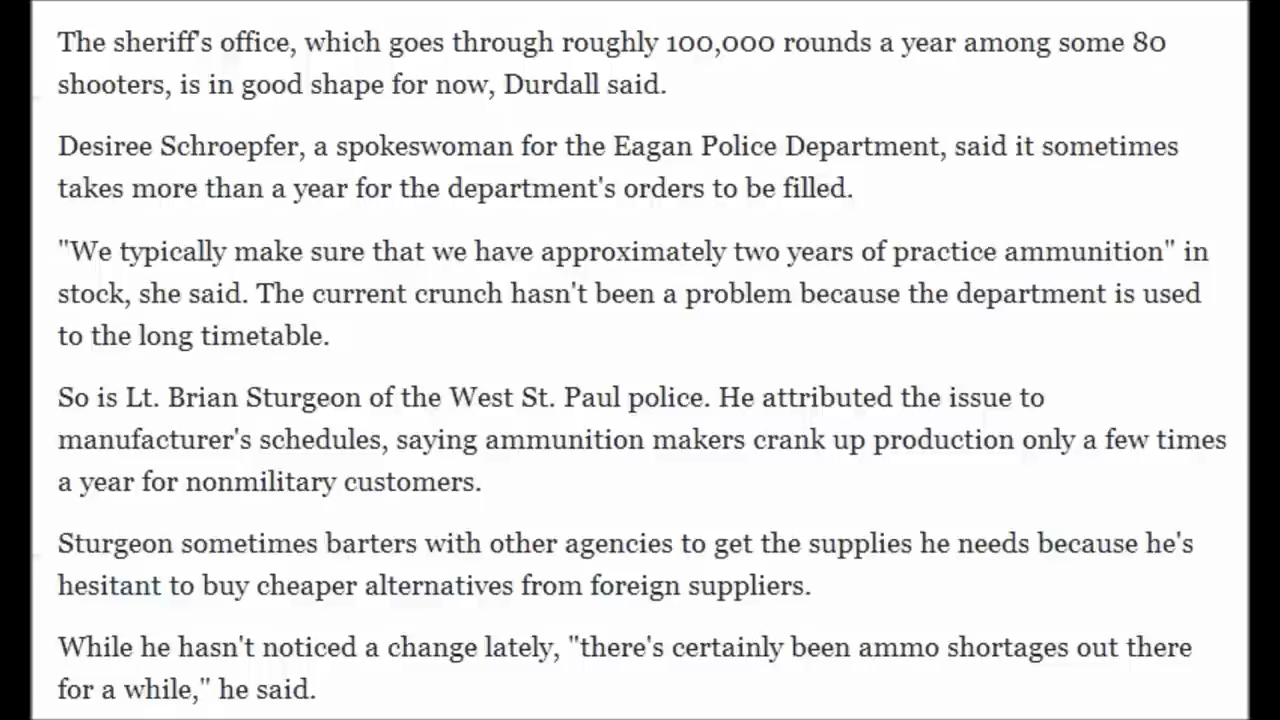 The sheriff's office, which goes through roughly 100,000 rounds a year among some 80
shooters, is in good shape for now, Durdall said.
Desiree Schroepfer, a spokeswoman for the Eagan Police Department, said it sometimes
takes more than a year for the department's orders to be filled.
"We typically make sure that we have approximately two years of practice ammunition" in
stock, she said. The current crunch hasn't been a problem because the department is used
to the long timetable.
So is Lt. Brian Sturgeon of the West St. Paul police. He attributed the issue to
manufacturer's schedules, saying ammunition makers crank up production only a few times
a year for nonmilitary customers.
Sturgeon sometimes barters with other agencies to get the supplies he needs because he's
hesitant to buy cheaper alternatives from foreign suppliers.
While he hasn't noticed a change lately, "there's certainly been ammo shortages out there
for a while," he said.